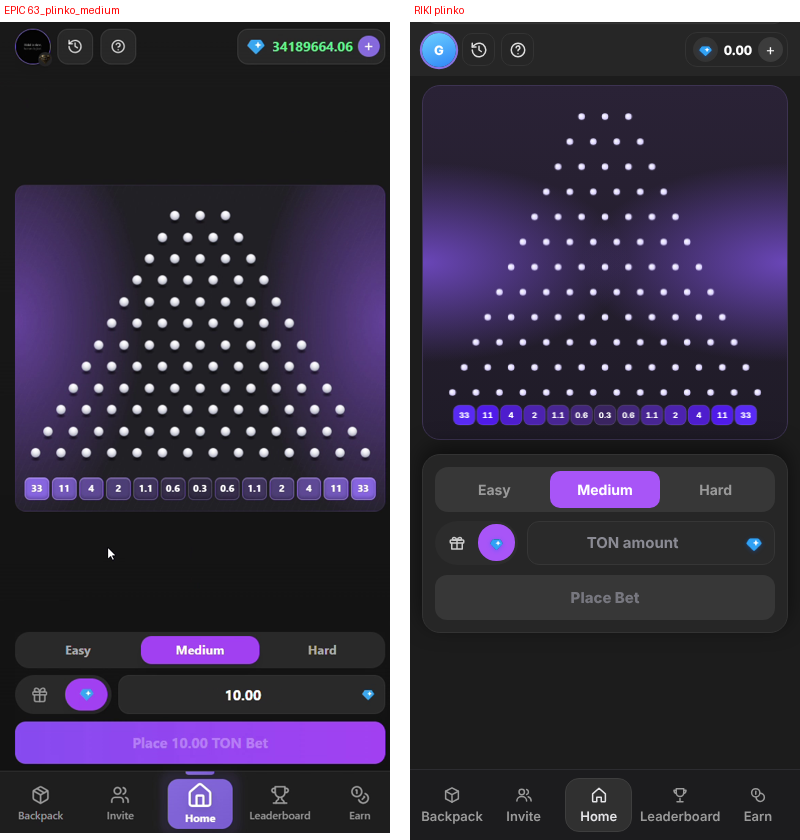 EPIC 63_plinko_medium
34189664.06 +
33 11 4 2 1.1 0.6 0.3 0.6 1.1 2 4 11 33
Easy Medium Hard
10.00
Place 10.00 TON Bet
Backpack Invite Home Leaderboard Earn
RIKI plinko
G 0.00 +
33 11 4 2 1.1 0.6 0.3 0.6 1.1 2 4 11 33
Easy Medium Hard
TON amount
Place Bet
Backpack Invite Home Leaderboard Earn